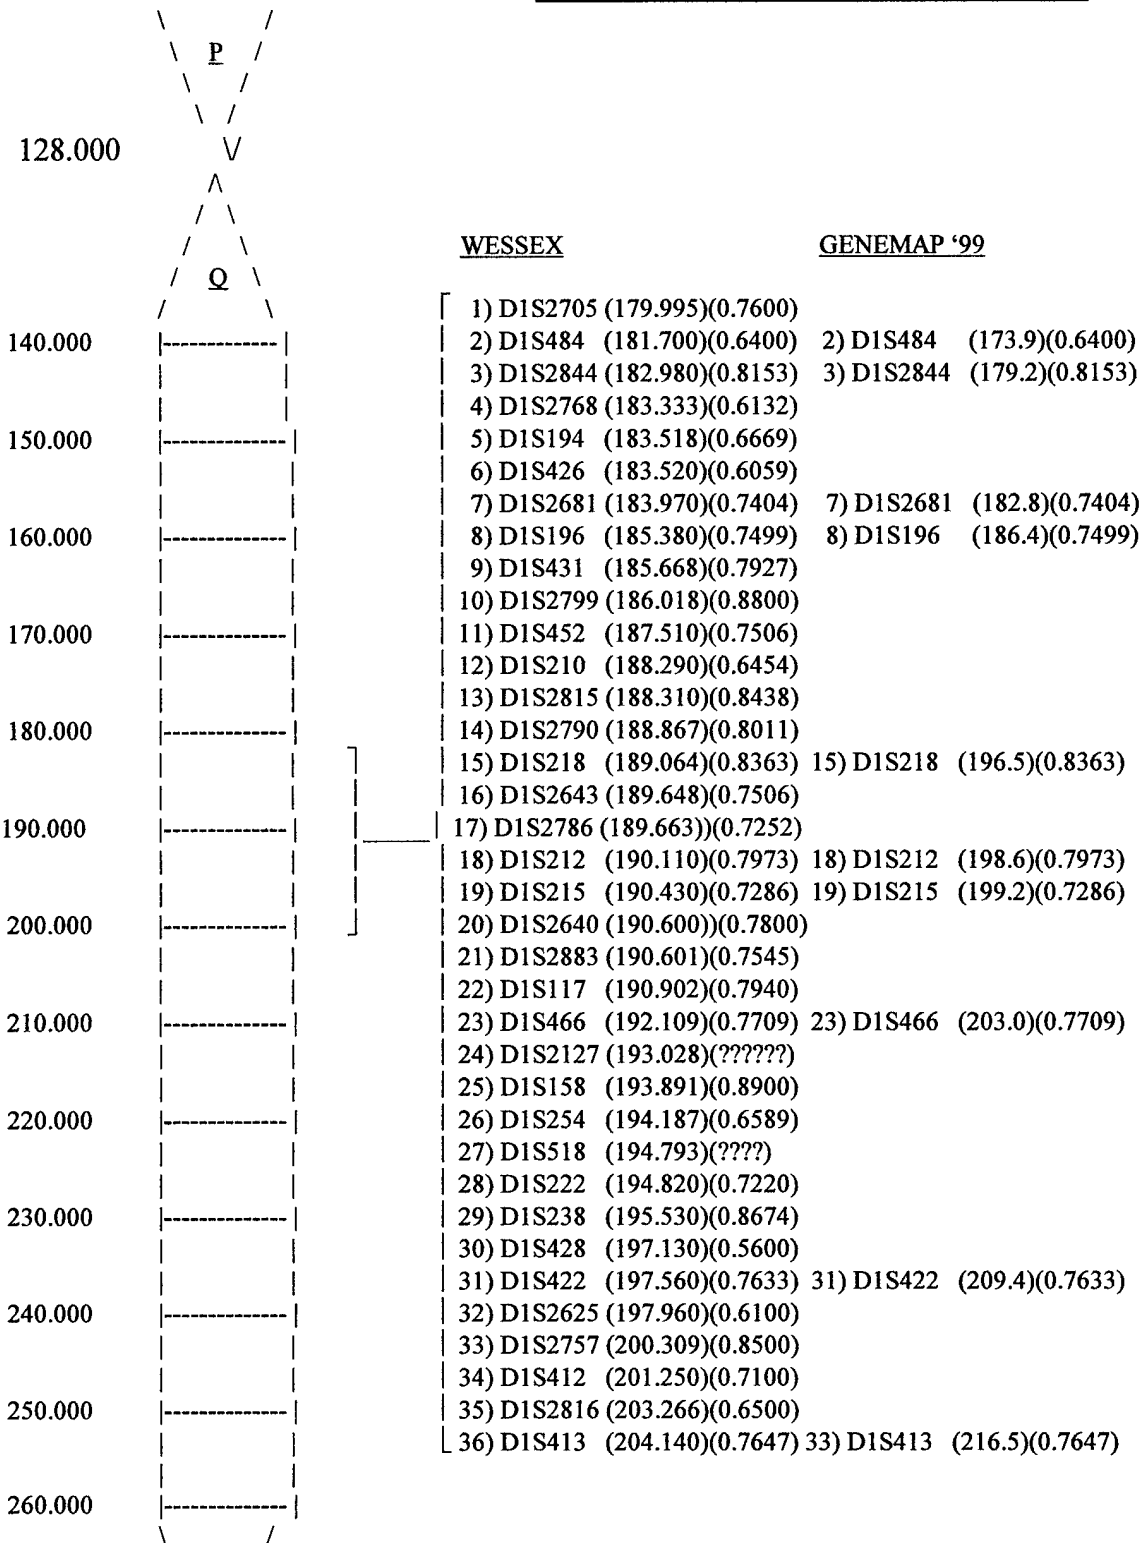 P
128.000
WESSEX GENEMAP ‘99
Q
1) D1S2705 (179.995)(0.7600)
140.000 2) D1S484 (181.700)(0.6400) 2) D1S484 (173.9)(0.6400)
3) D1S2844 (182.980)(0.8153) 3) D1S2844 (179.2)(0.8153)
4) D1S2768 (183.333)(0.6132)
150.000 5) D1S194 (183.518)(0.6669)
6) D1S426 (183.520)(0.6059)
7) D1S2681 (183.970)(0.7404) 7) D1S2681 (182.8)(0.7404)
160.000 8) D1S196 (185.380)(0.7499) 8) D1S196 (186.4)(0.7499)
9) D1S431 (185.668)(0.7927)
10) D1S2799 (186.018)(0.8800)
170.000 11) D1S452 (187.510)(0.7506)
12) D1S210 (188.290)(0.6454)
13) D1S2815 (188.310)(0.8438)
180.000 14) D1S2790 (188.867)(0.8011)
15) D1S218 (189.064)(0.8363) 15) D1S218 (196.5)(0.8363)
16) D1S2643 (189.648)(0.7506)
190.000 17) D1S2786 (189.663))(0.7252)
18) D1S212 (190.110)(0.7973) 18) D1S212 (198.6)(0.7973)
19) D1S215 (190.430)(0.7286) 19) D1S215 (199.2)(0.7286)
200.000 20) D1S2640 (190.600))(0.7800)
21) D1S2883 (190.601)(0.7545)
22) D1S117 (190.902)(0.7940)
210.000 23) D1S466 (192.109)(0.7709) 23) D1S466 (203.0)(0.7709)
24) D1S2127 (193.028)(??????)
25) D1S158 (193.891)(0.8900)
220.000 26) D1S254 (194.187)(0.6589)
27) D1S518 (194.793)(????)
28) D1S222 (194.820)(0.7220)
230.000 29) D1S238 (195.530)(0.8674)
30) D1S428 (197.130)(0.5600)
31) D1S422 (197.560)(0.7633) 31) D1S422 (209.4)(0.7633)
240.000 32) D1S2625 (197.960)(0.6100)
33) D1S2757 (200.309)(0.8500)
34) D1S412 (201.250)(0.7100)
250.000 35) D1S2816 (203.266)(0.6500)
36) D1S413 (204.140)(0.7647) 33) D1S413 (216.5)(0.7647)
260.000